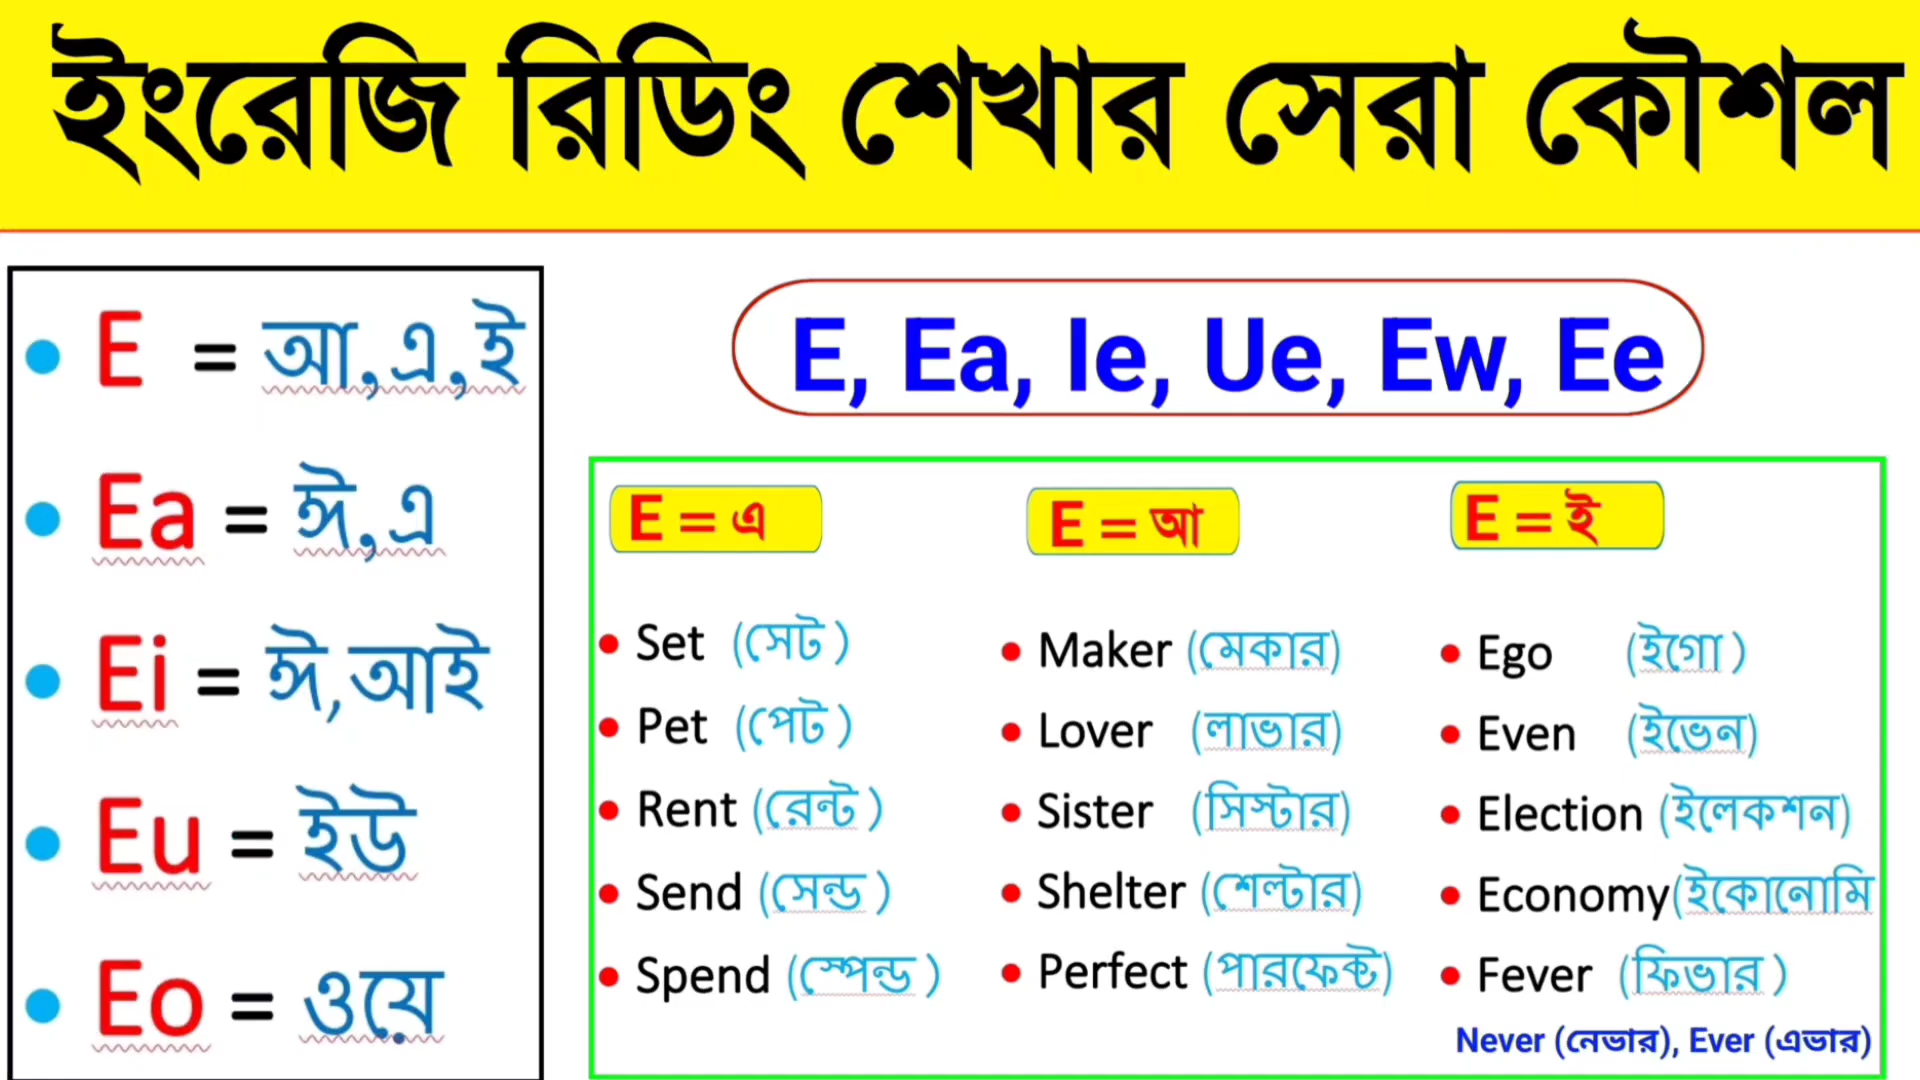 ইংরেজি রিডিং শেখার সেরা কৌশল
E = আ,এ,ই
Ea = ঈ,এ
Ei = ঈ,আই
Eu = ইউ
Eo = ওয়ে
E, Ea, Ie, Ue, Ew, Ee
E = এ
Set (সেট )
Pet (পেট )
Rent (রেন্ট )
Send (সেন্ড )
Spend (স্পেন্ড )
E = আ
Maker (মেকার)
Lover (লাভার)
Sister (সিস্টার)
Shelter (শেল্টার)
Perfect (পারফেক্ট)
E = ই
Ego (ইগো )
Even (ইভেন)
Election (ইলেকশন)
Economy(ইকোনোমি
Fever (ফিভার )
Never (নেভার), Ever (এভার)